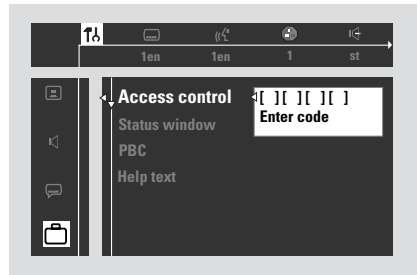 1en 1en 1 st
Access control [ ][ ][ ][ ]
Enter code
Status window
PBC
Help text